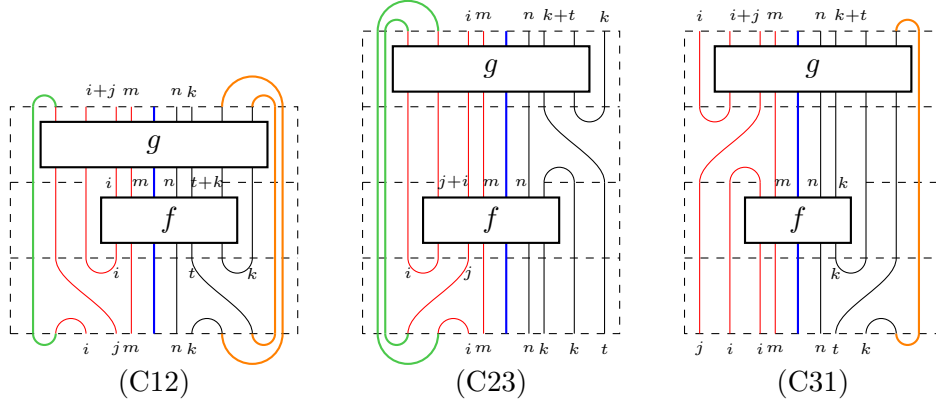 i m n k+t k i i+j m n k+t
g g
i+j m n k
g
i m n t+k j+i m n m n k
f f f
i t k i j k
i j m n k i m n k k t j i i m n t k
(C12) (C23) (C31)